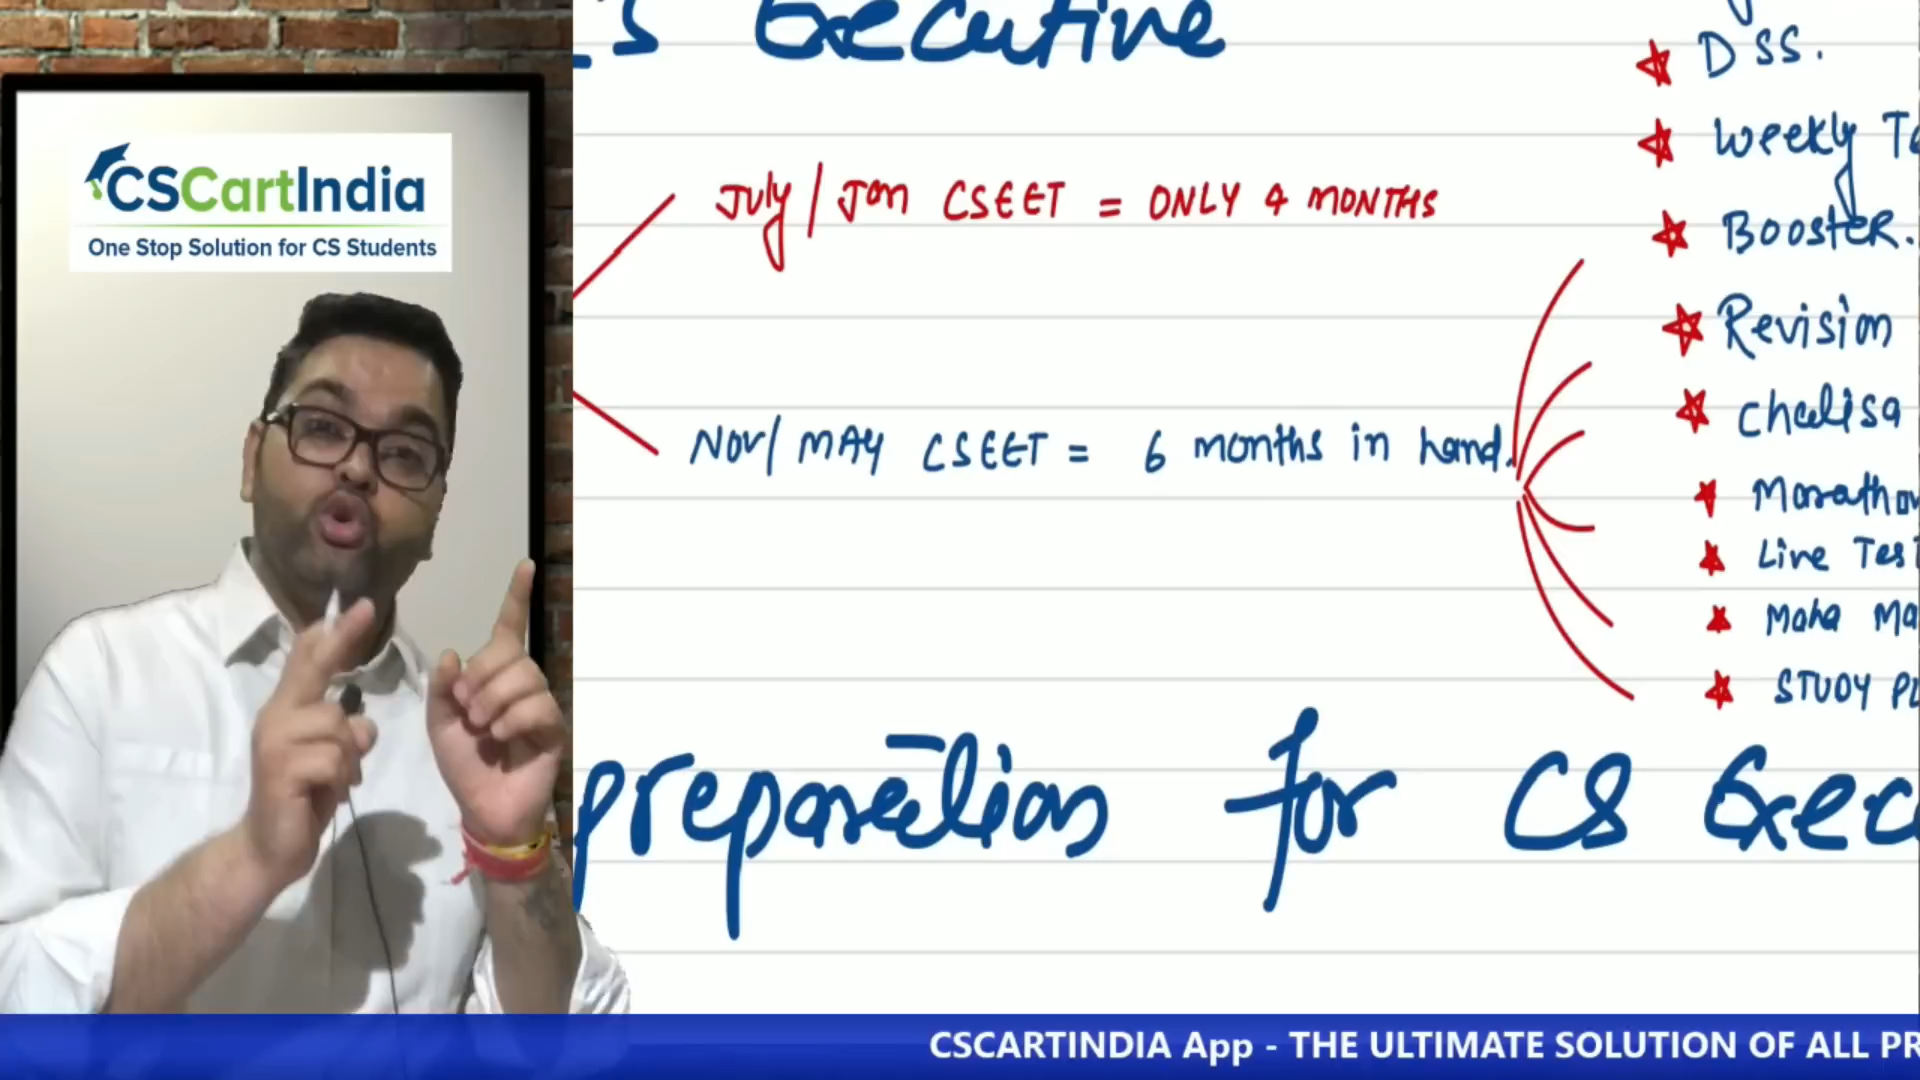 CSCartIndia
One Stop Solution for CS Students
CS Executive
July / Jan CSEET = ONLY 4 MONTHS
NOV / MAY CSEET = 6 months in hand.
DSS.
Weekly
Booster.
Revision
Chalisa
Live
Maha
STUDY
preparation for CS
CSCARTINDIA App - THE ULTIMATE SOLUTION OF ALL